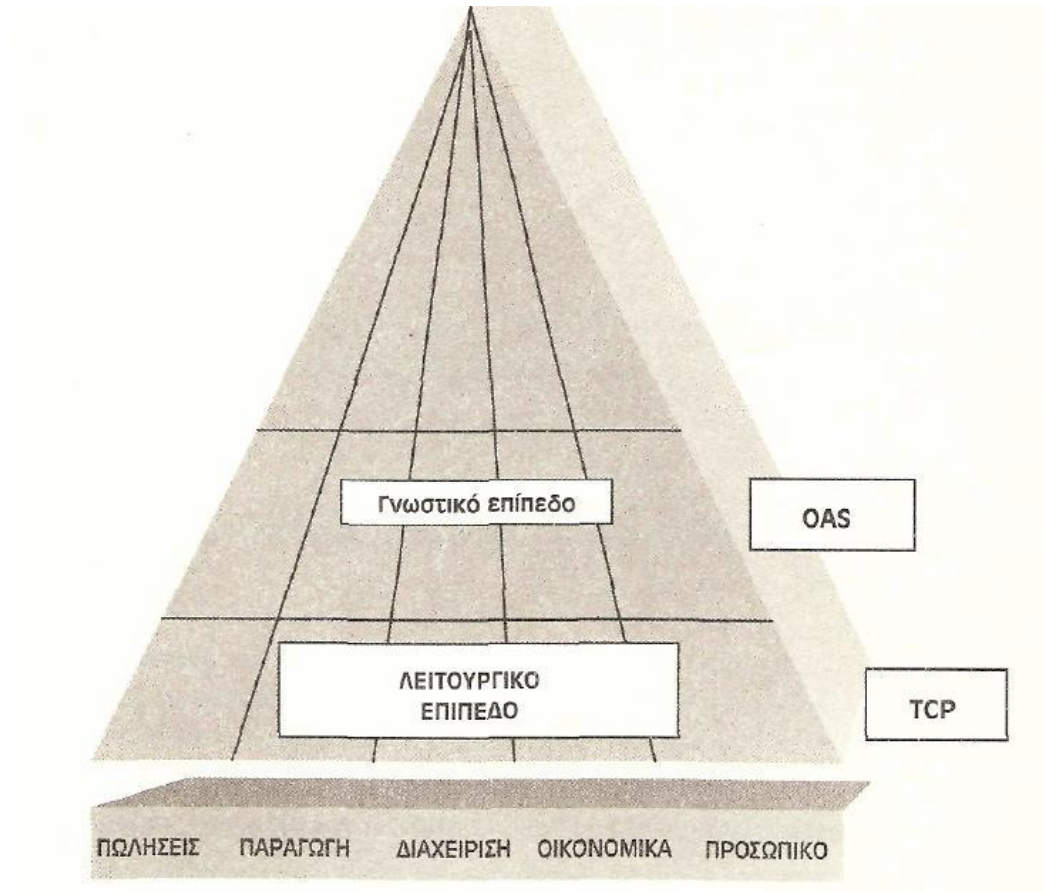 Γνωστικό επίπεδο
OAS
ΛΕΙΤΟΥΡΓΙΚΟ
ΕΠΙΠΕΔΟ
TCP
ΠΩΛΗΣΕΙΣ ΠΑΡΑΓΩΓΗ ΔΙΑΧΕΙΡΙΣΗ ΟΙΚΟΝΟΜΙΚΑ ΠΡΟΣΩΠΙΚΟ